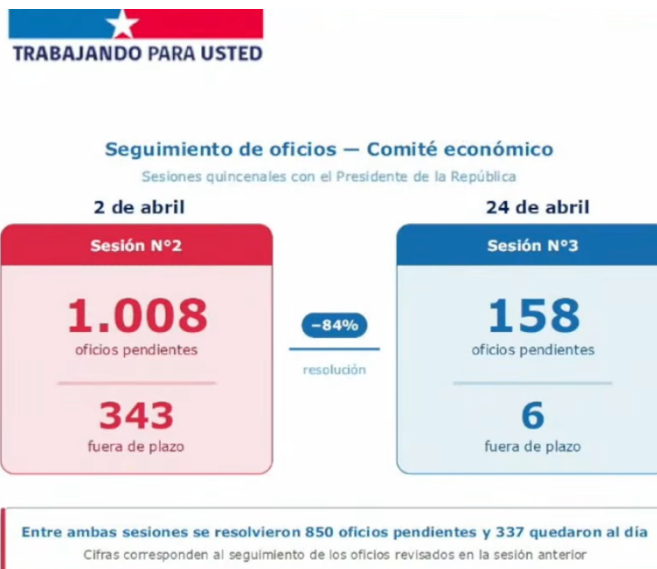 TRABAJANDO PARA USTED
Seguimiento de oficios — Comité económico
Sesiones quincenales con el Presidente de la República
2 de abril
Sesión N°2
1.008
oficios pendientes
343
fuera de plazo
−84%
resolución
24 de abril
Sesión N°3
158
oficios pendientes
6
fuera de plazo
Entre ambas sesiones se resolvieron 850 oficios pendientes y 337 quedaron al día
Cifras corresponden al seguimiento de los oficios revisados en la sesión anterior